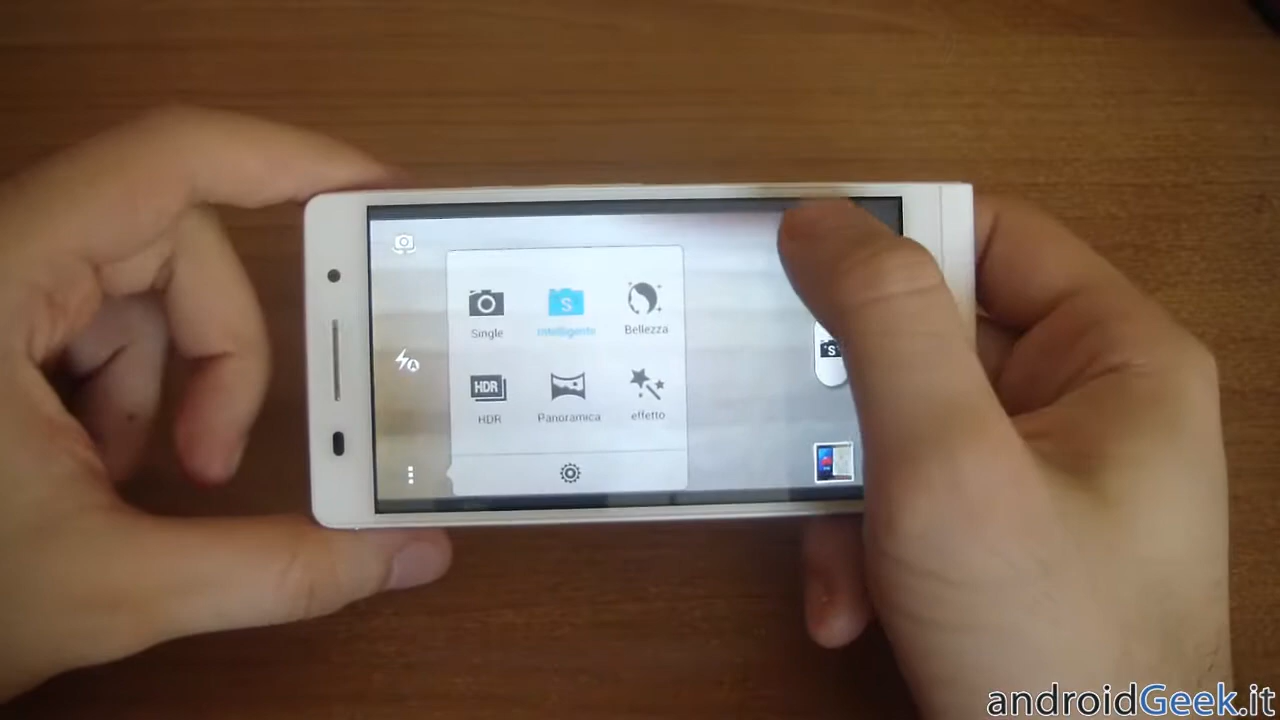 Single
S
Intelligente
Bellezza
HDR
HDR
Panoramica
effetto
A
S
androidGeek.it